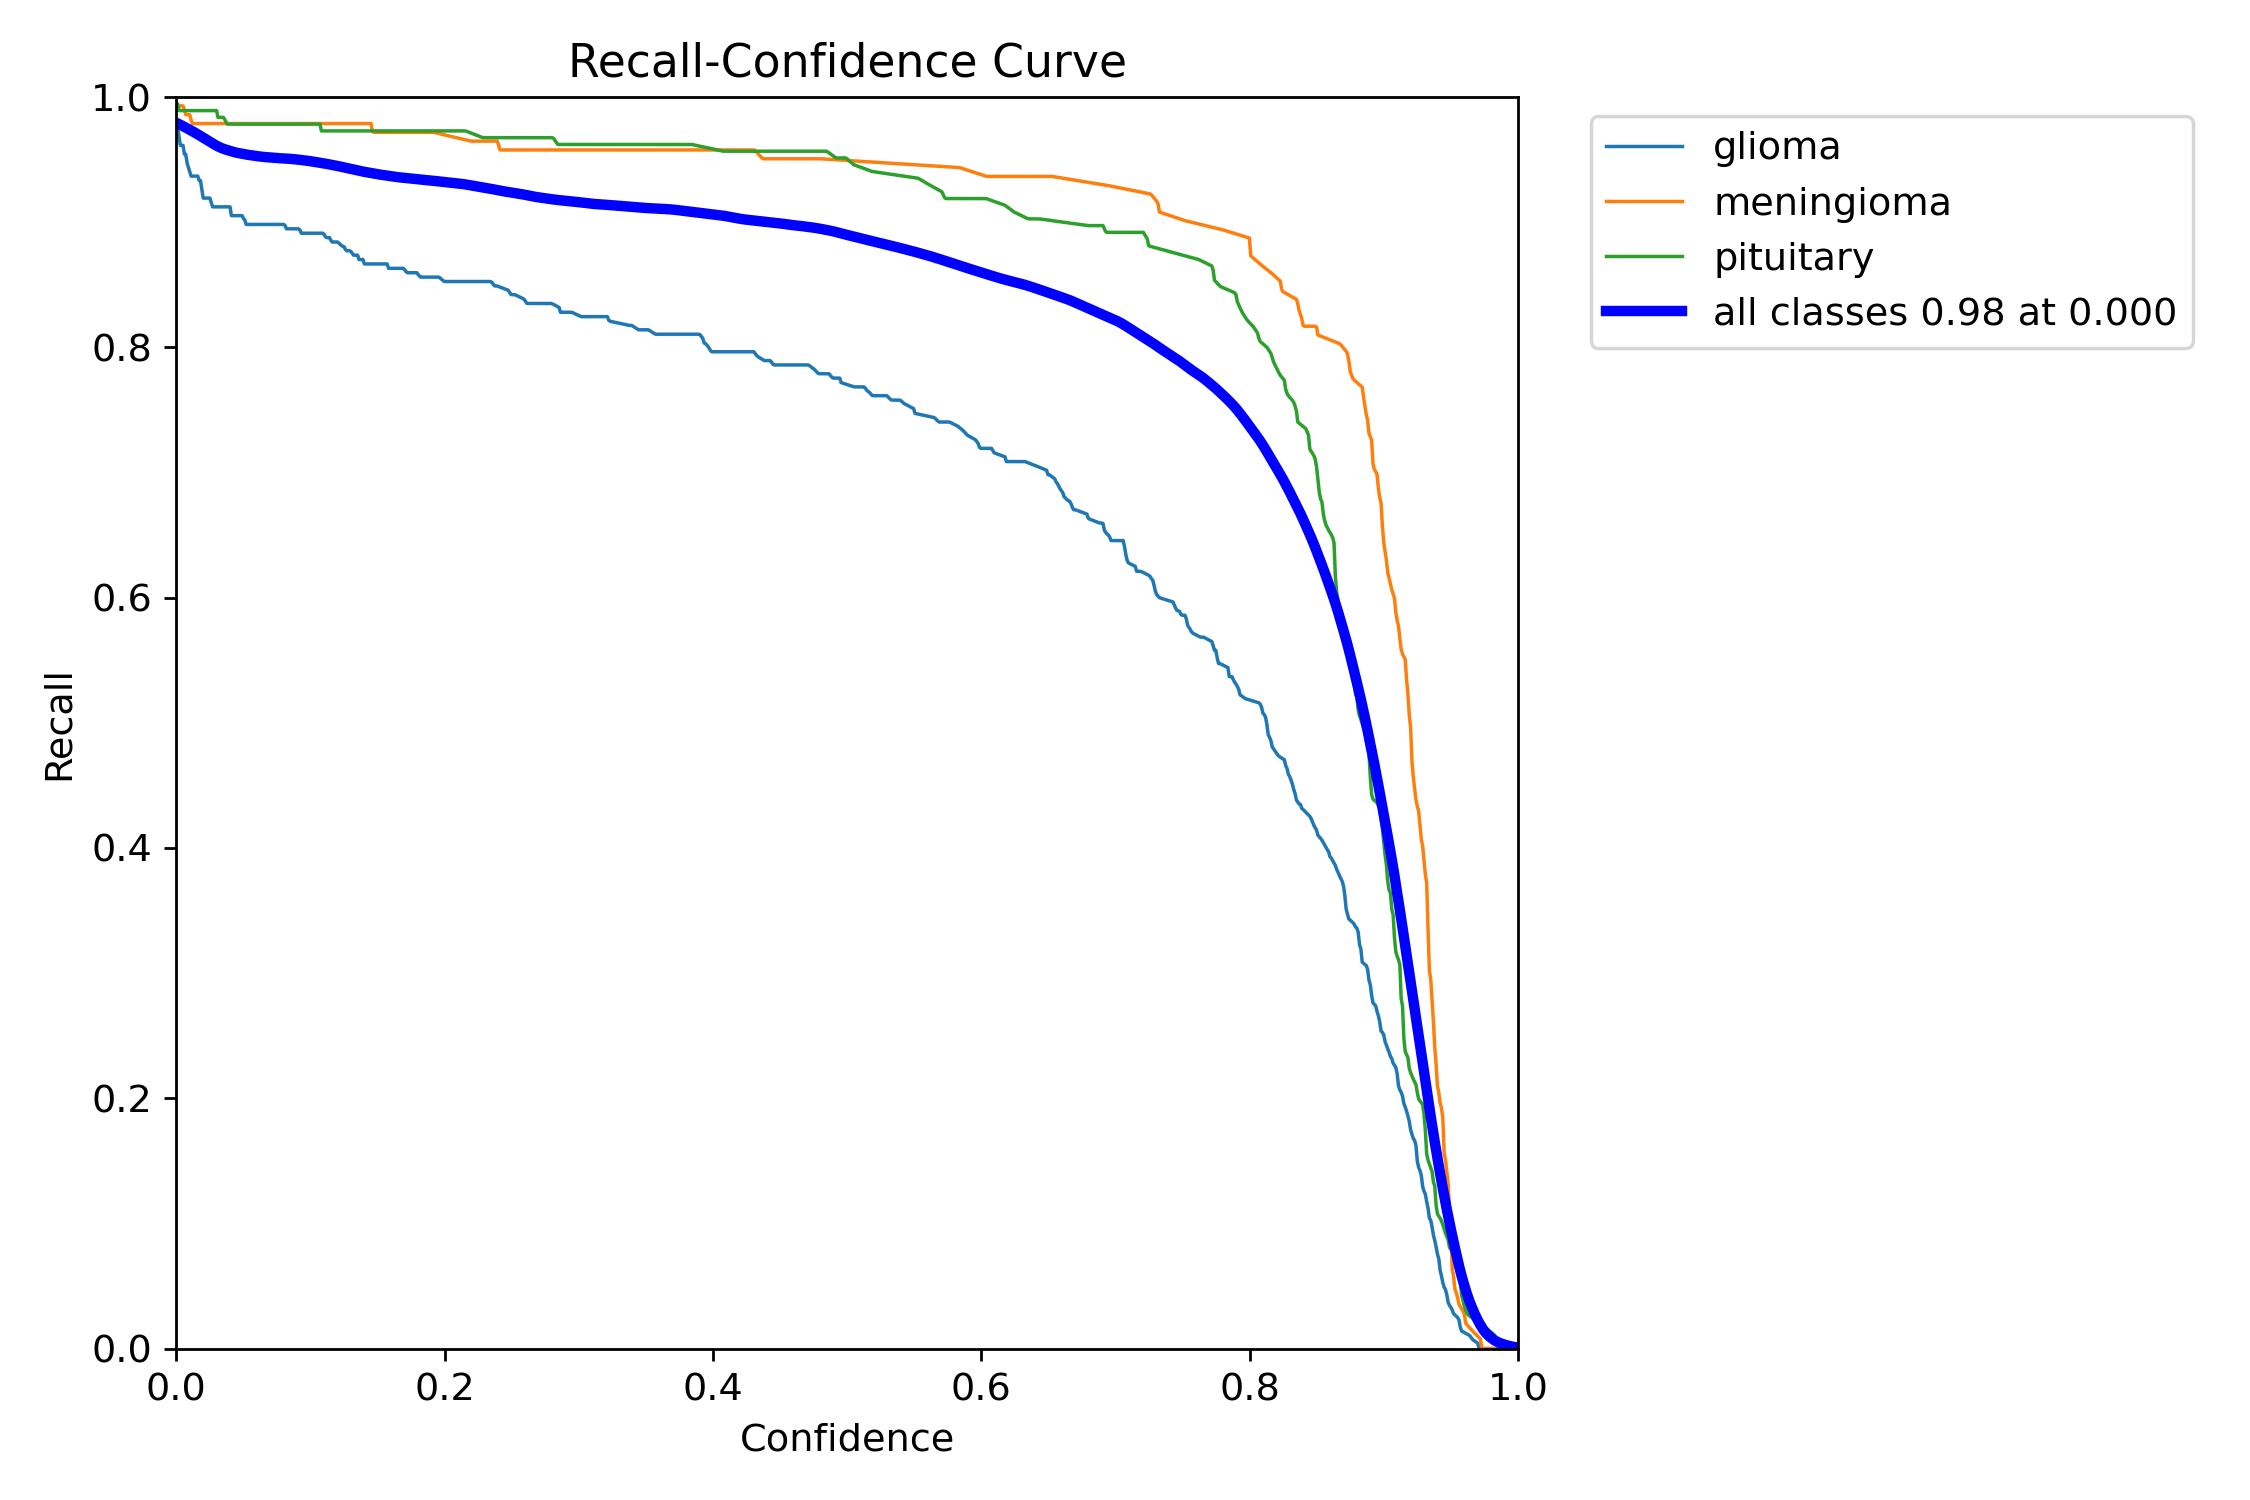 Recall-Confidence Curve
1.0
0.8
0.6
0.4
0.2
0.0
Recall
0.0 0.2 0.4 0.6 0.8 1.0
Confidence
glioma
meningioma
pituitary
all classes 0.98 at 0.000